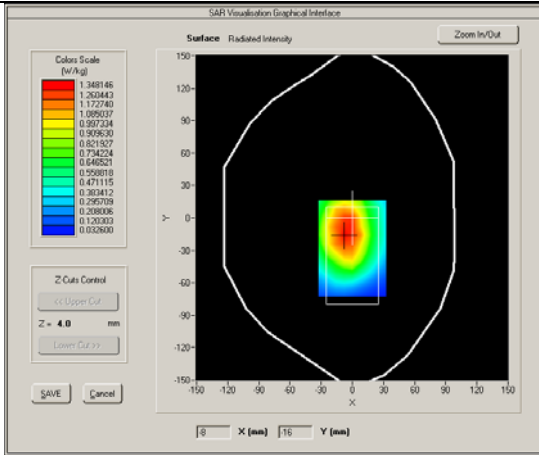 SAR Visualisation Graphical Interface
Surface Radiated Intensity
Zoom In/Out
Colors Scale
(W/kg)
1.348146
1.260443
1.172740
1.085037
0.997334
0.909630
0.821927
0.734224
0.646521
0.558818
0.471115
0.383412
0.295709
0.208006
0.120303
0.032600
Z-Cuts Control
<< Upper Cut
Z = 4.0 mm
Lower Cut >>
SAVE Cancel
150
120
90
60
30
0
-30
-60
-90
-120
-150
Y
-150 -120 -90 -60 -30 0 30 60 90 120 150
X
-8 X (mm) -16 Y (mm)